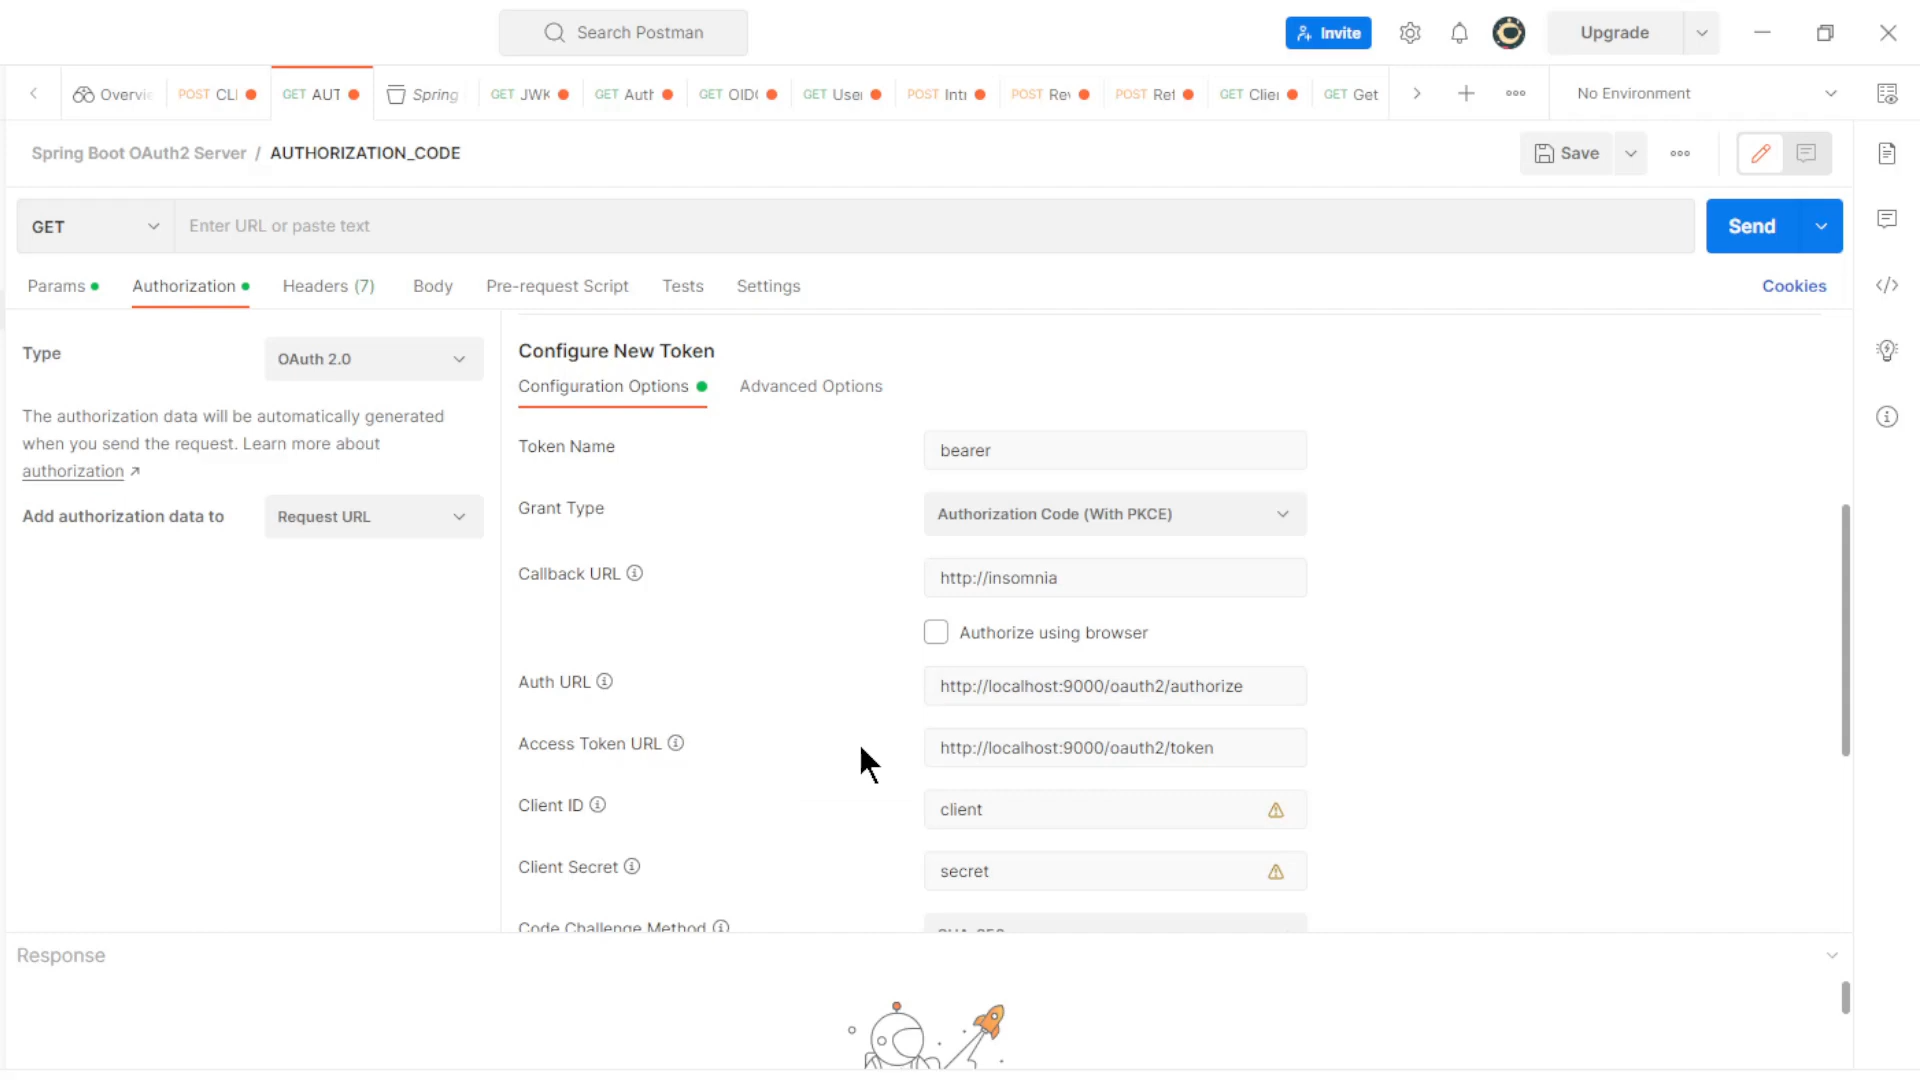 Search Postman
Invite
Upgrade
Overvi
POST CLI
GET AUT
Spring
GET JWK
GET Auth
GET OID
GET User
POST Intr
POST Rev
POST Ref
GET Clier
GET Get
No Environment
Spring Boot OAuth2 Server / AUTHORIZATION_CODE
Save
GET
Enter URL or paste text
Send
Params
Authorization
Headers (7)
Body
Pre-request Script
Tests
Settings
Cookies
Type
OAuth 2.0
The authorization data will be automatically generated
when you send the request. Learn more about
authorization ↗
Add authorization data to
Request URL
Configure New Token
Configuration Options
Advanced Options
Token Name
bearer
Grant Type
Authorization Code (With PKCE)
Callback URL
http://insomnia
Authorize using browser
Auth URL
http://localhost:9000/oauth2/authorize
Access Token URL
http://localhost:9000/oauth2/token
Client ID
client
Client Secret
secret
Code Challenge Method
SHA-256
Response